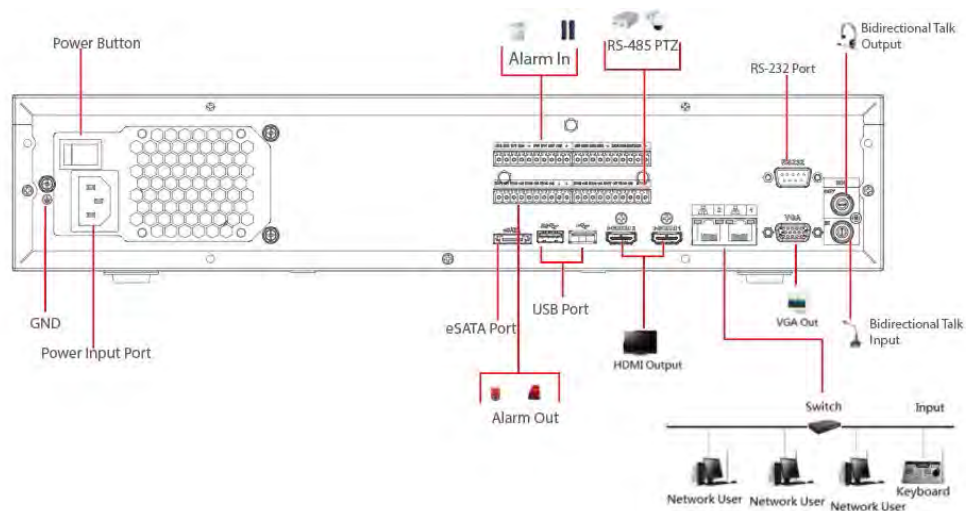 Power Button
Alarm In
RS-485 PTZ
Bidirectional Talk
Output
RS-232 Port
RS232
VGA
GND
Power Input Port
eSATA Port
USB Port
HDMI Output
VGA Out
Bidirectional Talk
Input
Alarm Out
Switch
Input
Network User
Network User
Network User
Keyboard